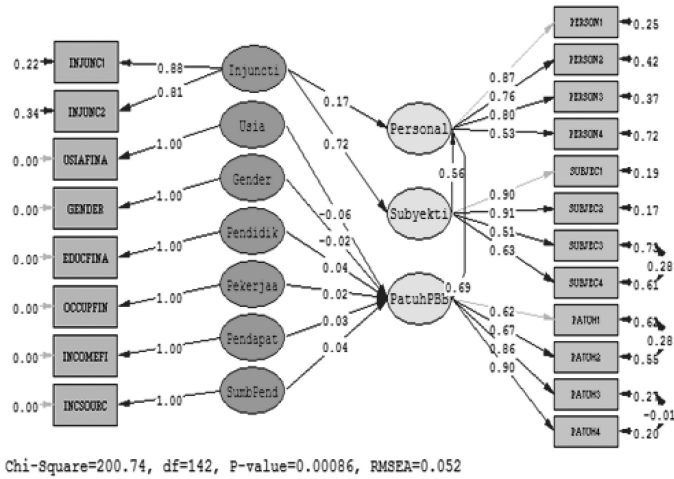 0.22 INJUNC1 0.88 Injuncti PERSON1 0.25
0.34 INJUNC2 0.81 PERSON2 0.42
0.00 USIAFINA 1.00 Usia PERSON3 0.37
0.00 GENDER 1.00 Gender PERSON4 0.72
0.00 EDUCFINA 1.00 Pendidik SUBJEC1 0.19
0.00 OCCUPFIN 1.00 Pekerjaa SUBJEC2 0.17
0.00 INCOMEFI 1.00 Pendapat SUBJEC3 0.73
0.00 INCSOURC 1.00 SumbPend SUBJEC4 0.61
0.17 Personal 0.87
0.76
0.80
0.53
0.72 Subyekti 0.56 0.90
0.91
0.51
0.63
-0.06
-0.02
0.04
0.02
0.03
0.04
PatuhPBb 0.69
0.62 PATUH1
0.67 PATUH2 0.55
0.86 PATUH3
0.90 PATUH4 0.20
0.28
0.28
-0.01
Chi-Square=200.74, df=142, P-value=0.00086, RMSEA=0.052